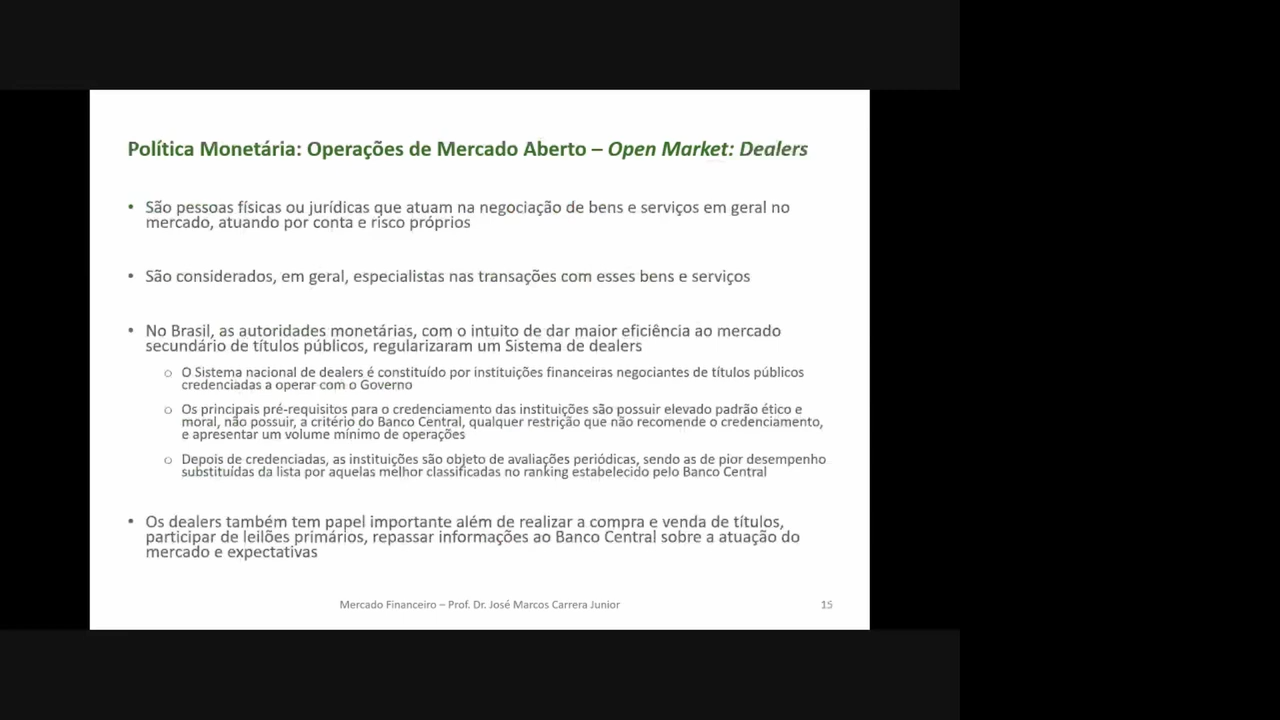 Política Monetária: Operações de Mercado Aberto – Open Market: Dealers
• São pessoas físicas ou jurídicas que atuam na negociação de bens e serviços em geral no
mercado, atuando por conta e risco próprios
• São considerados, em geral, especialistas nas transações com esses bens e serviços
• No Brasil, as autoridades monetárias, com o intuito de dar maior eficiência ao mercado
secundário de títulos públicos, regularizaram um Sistema de dealers
o O Sistema nacional de dealers é constituído por instituições financeiras negociantes de títulos públicos
credenciadas a operar com o Governo
o Os principais pré-requisitos para o credenciamento das instituições são possuir elevado padrão ético e
moral, não possuir, a critério do Banco Central, qualquer restrição que não recomende o credenciamento,
e apresentar um volume mínimo de operações
o Depois de credenciadas, as instituições são objeto de avaliações periódicas, sendo as de pior desempenho
substituídas da lista por aquelas melhor classificadas no ranking estabelecido pelo Banco Central
• Os dealers também tem papel importante além de realizar a compra e venda de títulos,
participar de leilões primários, repassar informações ao Banco Central sobre a atuação do
mercado e expectativas
Mercado Financeiro – Prof. Dr. José Marcos Carrera Junior
15